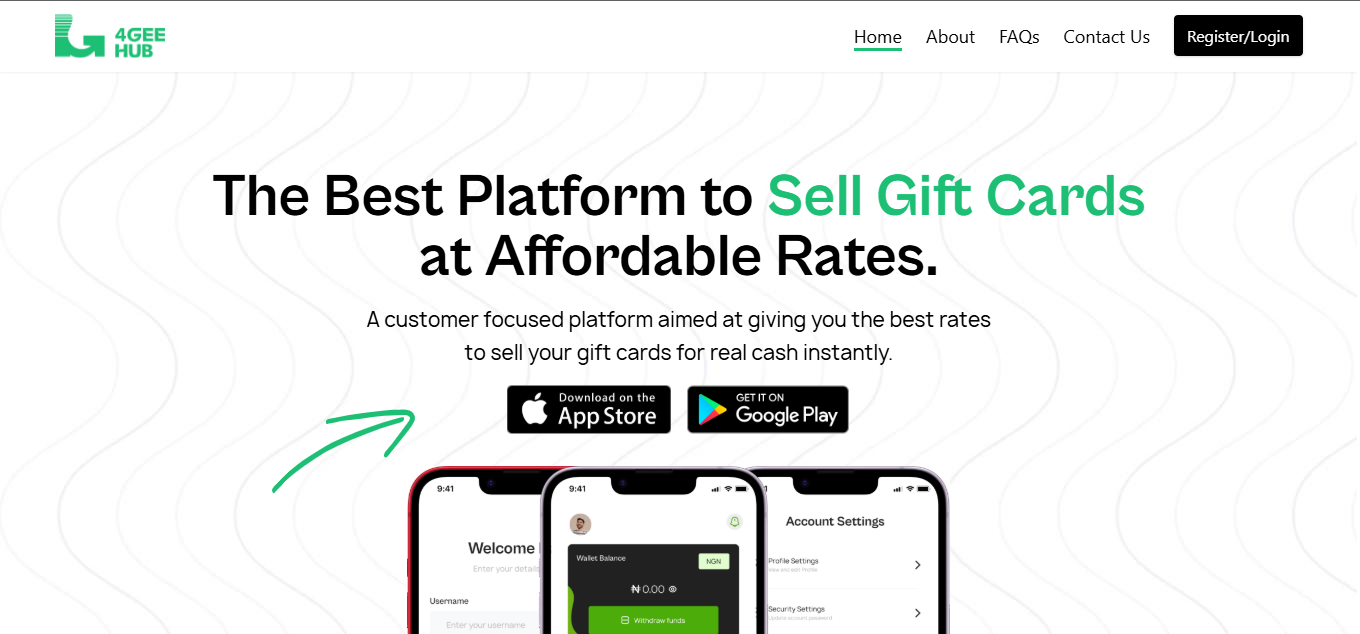 4GEE
HUB
Home
About
FAQs
Contact Us
Register/Login
The Best Platform to Sell Gift Cards
at Affordable Rates.
A customer focused platform aimed at giving you the best rates
to sell your gift cards for real cash instantly.
Download on the
App Store
GET IT ON
Google Play
9:41
Welcome
Enter your details
Username
Enter your username
9:41
Wallet Balance
NGN
₦ 0.00
Withdraw funds
Account Settings
Profile Settings
View and edit Profile
Security Settings
Update account password